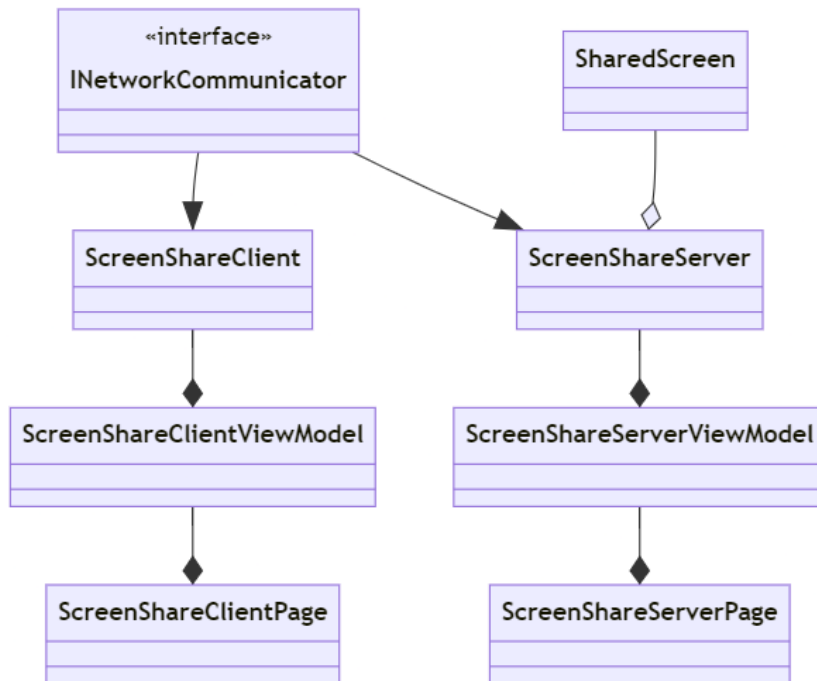 «interface»
INetworkCommunicator
SharedScreen
ScreenShareClient
ScreenShareServer
ScreenShareClientViewModel
ScreenShareServerViewModel
ScreenShareClientPage
ScreenShareServerPage